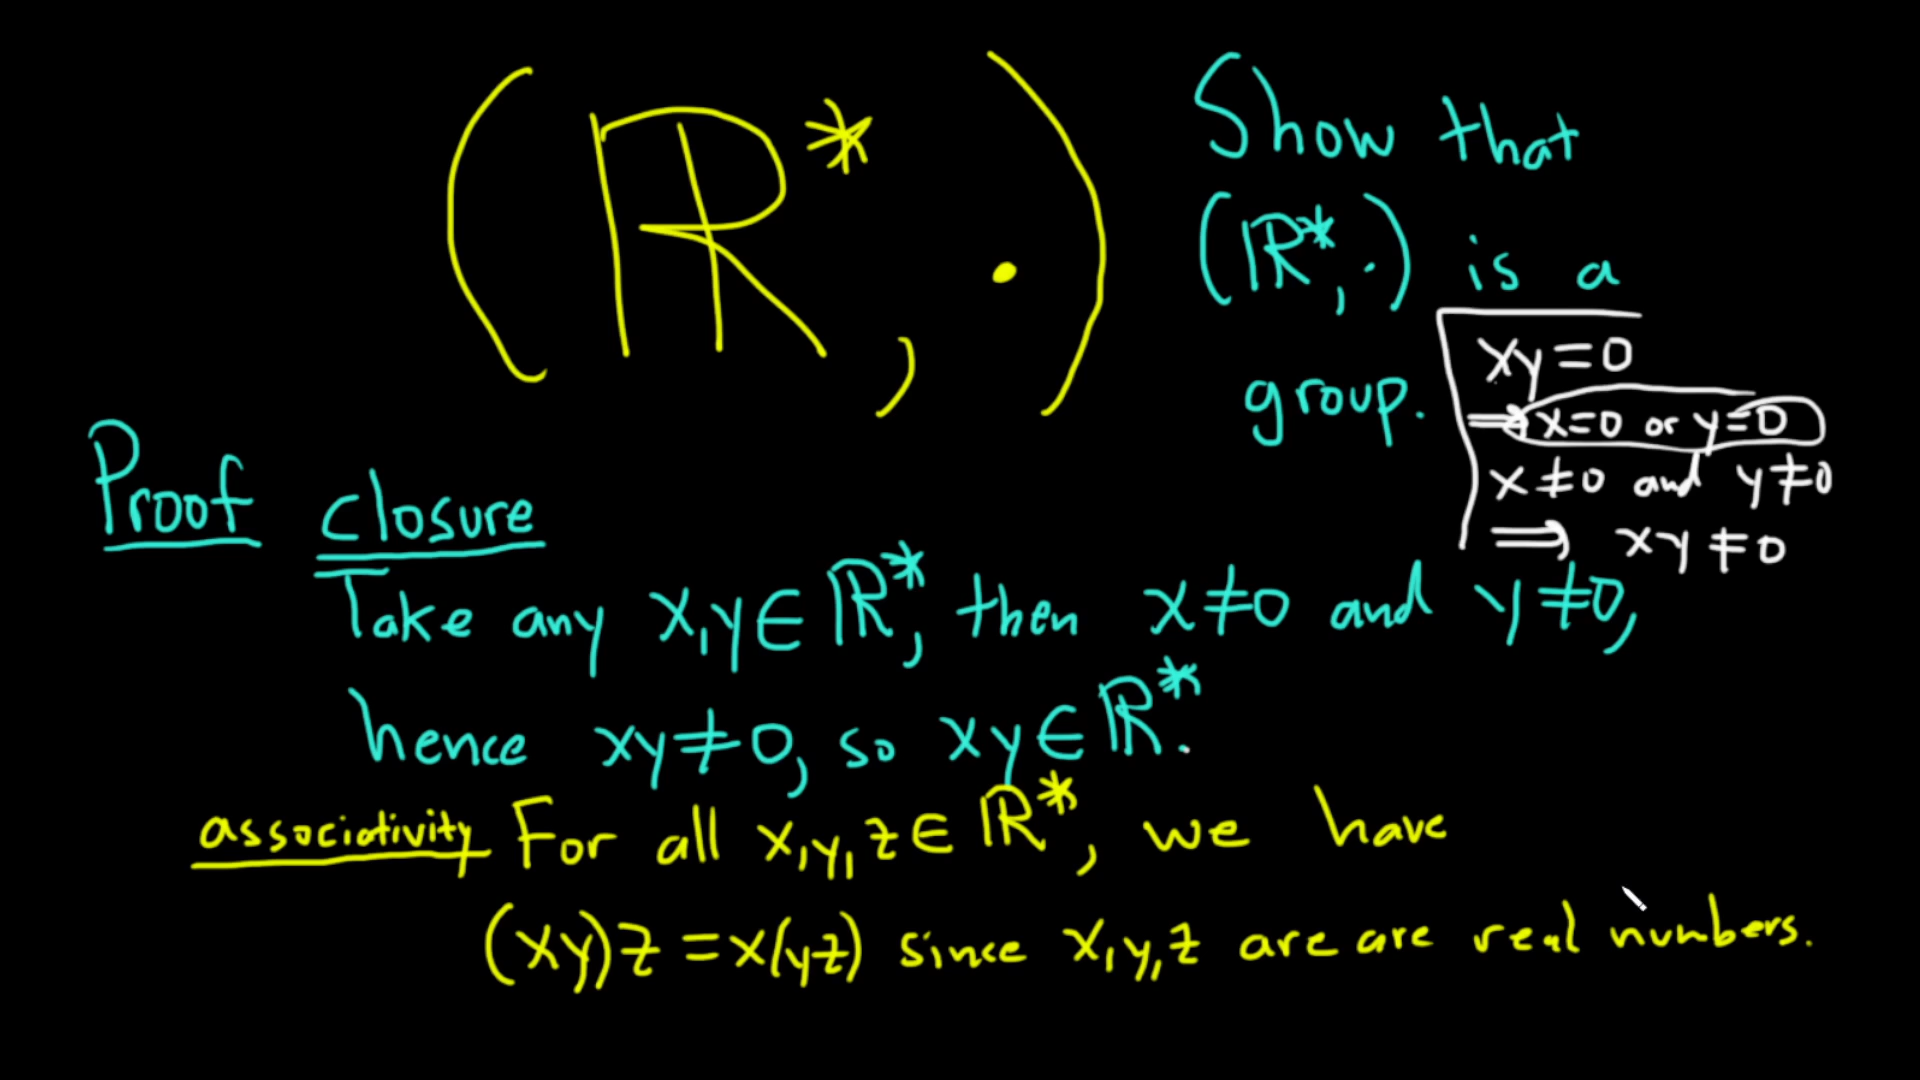 (ℝ*, ·)
Show that
(ℝ*, ·) is a
group.
xy=0
⟹ x=0 or y=0
x≠0 and y≠0
⟹ xy≠0
Proof closure
Take any x,y∈ℝ*, then x≠0 and y≠0,
hence xy≠0, so xy∈ℝ*.
associativity For all x,y,z∈ℝ*, we have
(xy)z=x(yz) since x,y,z are are real numbers.